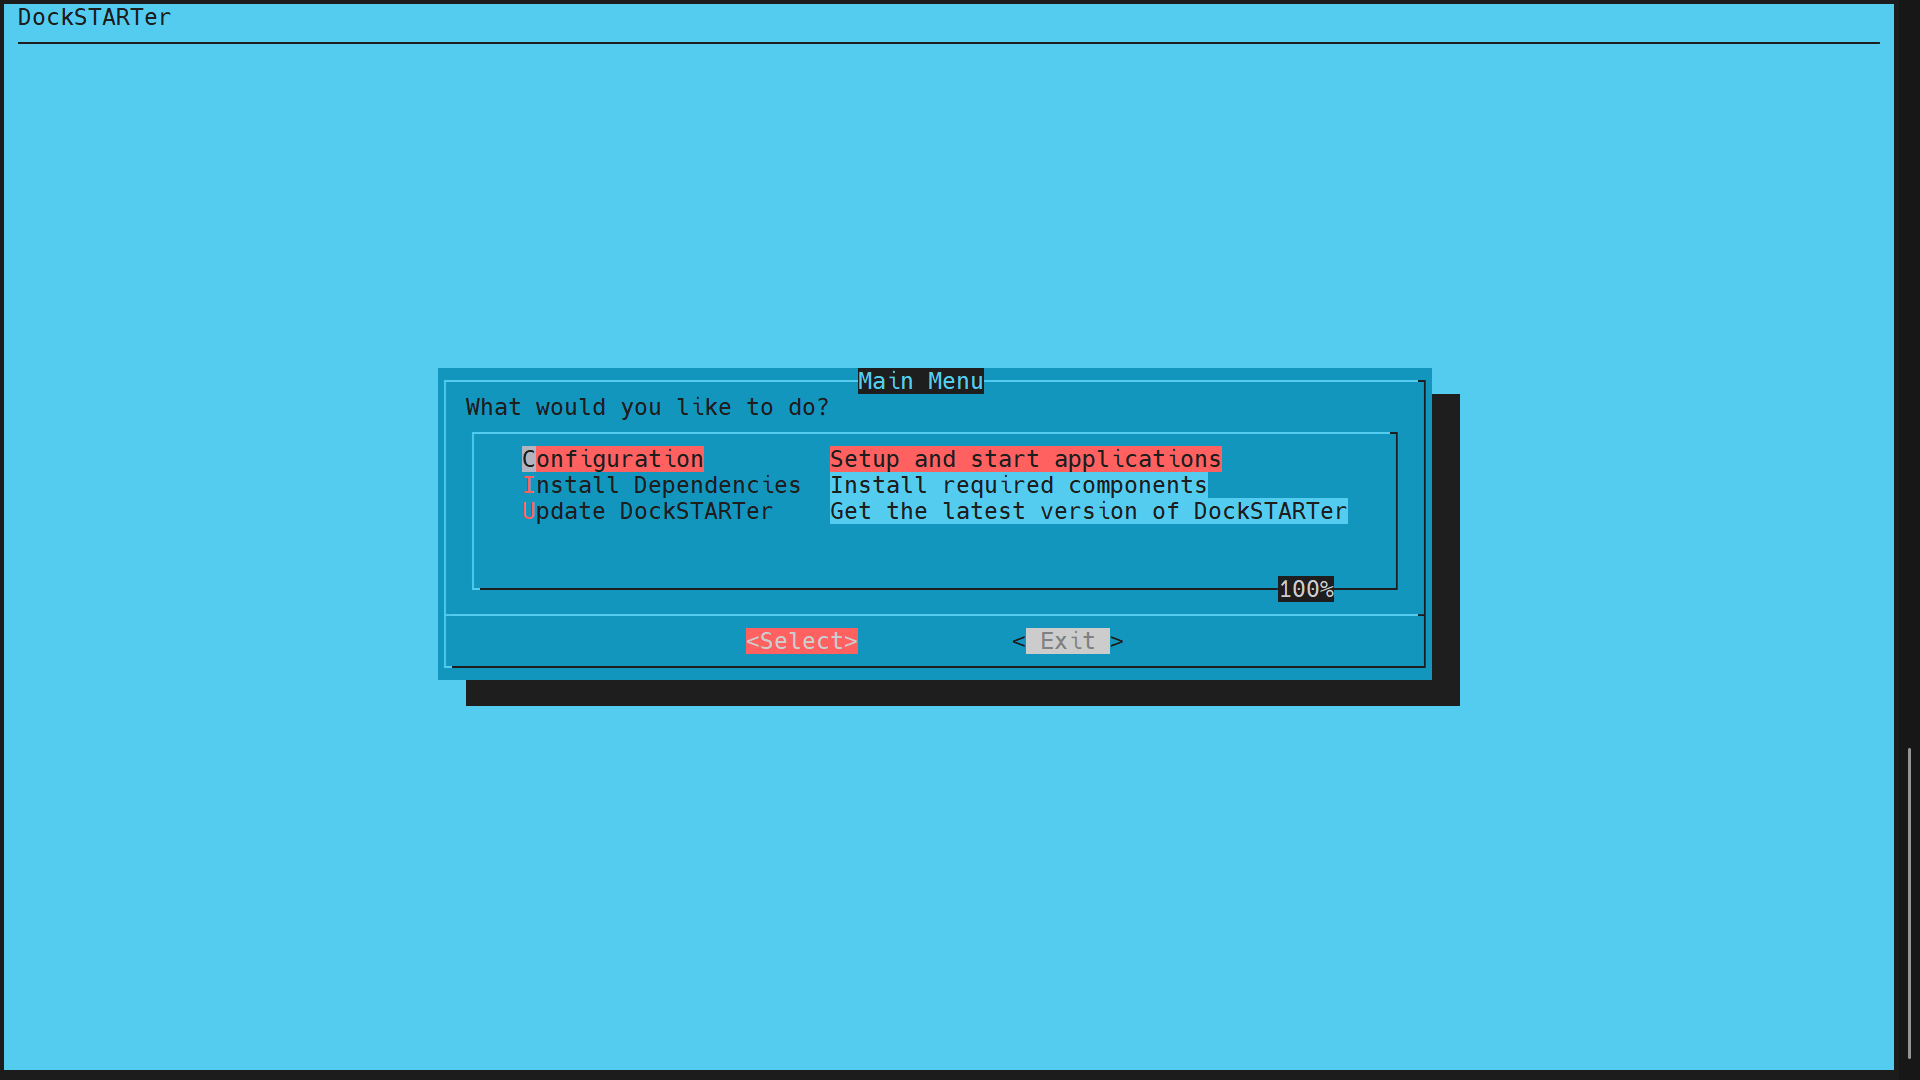 DockSTARTer
Main Menu
What would you like to do?
Configuration Setup and start applications
Install Dependencies Install required components
Update DockSTARTer Get the latest version of DockSTARTer
100%
<Select> < Exit >